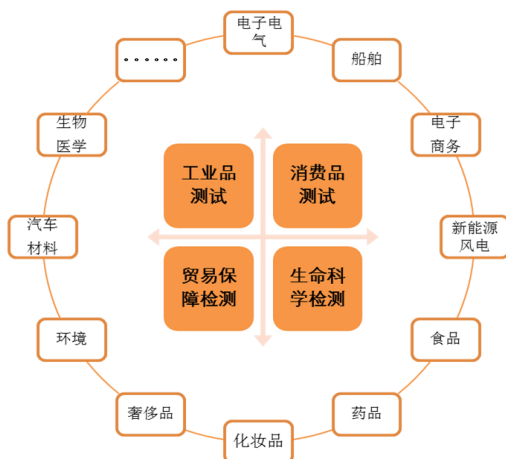 电子电
气
船舶
电子
商务
新能源
风电
食品
药品
化妆品
奢侈品
环境
汽车
材料
生物
医学
。。。。。。
工业品
测试
消费品
测试
贸易保
障检测
生命科
学检测